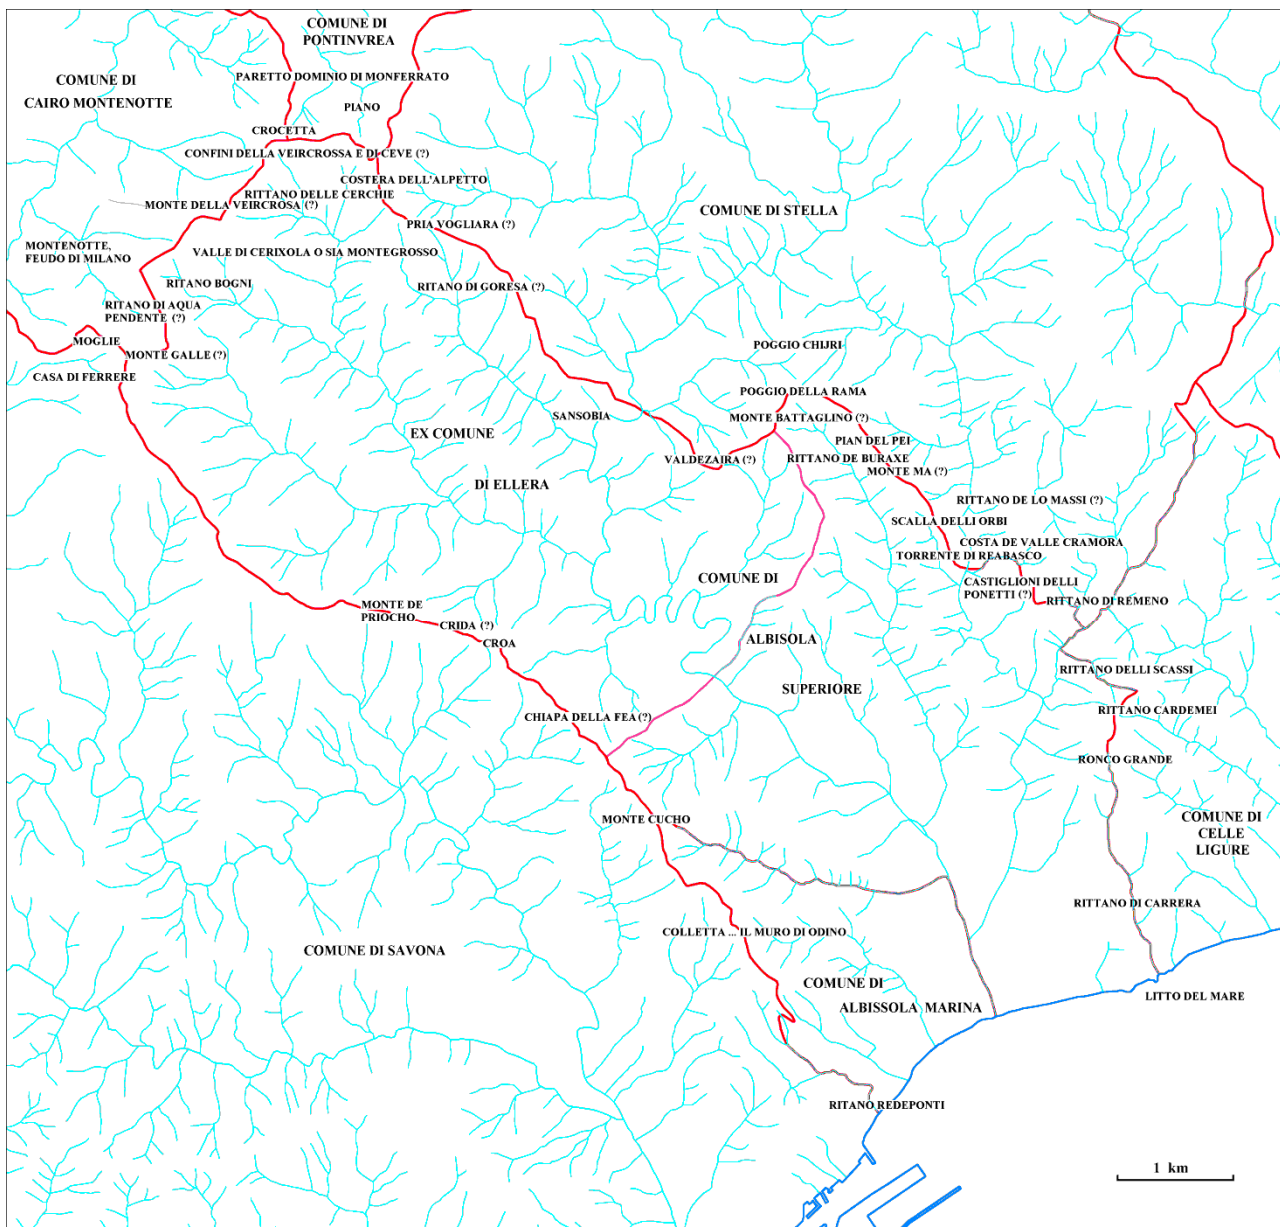 COMUNE DI
PONTINVREA
COMUNE DI
CAIRO MONTENOTTE
PARETTO DOMINIO DI MONFERRATO
PIANO
CROCETTA
CONFINI DELLA VEIRCROSSA E DI CEVE (?)
COSTERA DELL'ALPETTO
RITTANO DELLE CERCHIE
MONTE DELLA VEIRCROSA (?)
COMUNE DI STELLA
PRIA VOGLIARA (?)
MONTENOTTE,
FEUDO DI MILANO
VALLE DI CERIXOLA O SIA MONTEGROSSO
RITANO BOGNI
RITANO DI GORESA (?)
RITANO DI AQUA
PENDENTE (?)
MOGLIE
MONTE GALLE (?)
CASA DI FERRERE
POGGIO CHIJRI
POGGIO DELLA RAMA
SANSOBIA
MONTE BATTAGLINO (?)
EX COMUNE
DI ELLERA
PIAN DEL PEI
VALDEZAIRA (?)
RITTANO DE BURAXE
MONTE MA (?)
RITTANO DE LO MASSI (?)
SCALLA DELLI ORBI
COSTA DE VALLE CRAMORA
TORRENTE DI REABASCO
COMUNE DI
ALBISOLA
SUPERIORE
CASTIGLIONI DELLI
PONETTI (?)
RITTANO DI REMENO
MONTE DE
PRIOCHO
CRIDA (?)
CROA
RITTANO DELLI SCASSI
RITTANO CARDEMEI
CHIAPA DELLA FEA (?)
RONCO GRANDE
MONTE CUCHO
COMUNE DI
CELLE
LIGURE
RITTANO DI CARRERA
COLLETTA ... IL MURO DI ODINO
COMUNE DI SAVONA
COMUNE DI
ALBISSOLA MARINA
LITTO DEL MARE
RITANO REDEPONTI
1 km